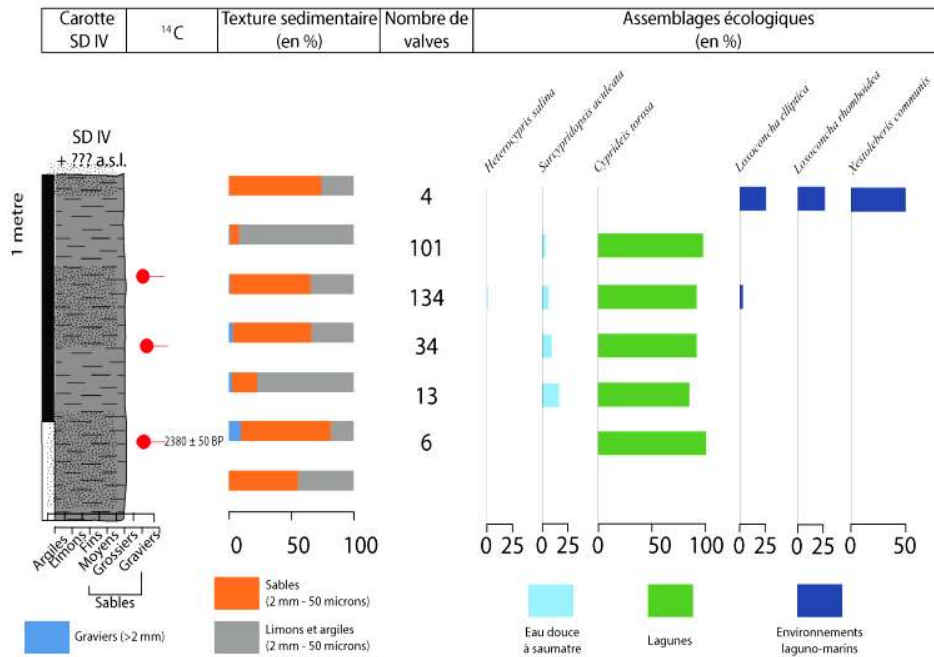 Carotte
SD IV
14C
Texture sedimentaire
(en %)
Nombre de
valves
Assemblages écologiques
(en %)
Heterocypris salina
Sarcypridopsis aculeata
Cyprideis torosa
Loxoconcha elliptica
Loxoconcha rhomboidea
Xestoleberis communis
SD IV
+ ??? a.s.l.
1 metre
4
101
134
34
13
2380 ± 50 BP
6
Argiles
Limons
Fins
Moyens
Grossiers
Graviers
Sables
0 50 100
0 25
0 25
0 50 100
0 25
0 25
0 50
Graviers (>2 mm)
Sables
(2 mm - 50 microns)
Limons et argiles
(2 mm - 50 microns)
Eau douce
à saumatre
Lagunes
Environnements
laguno-marins